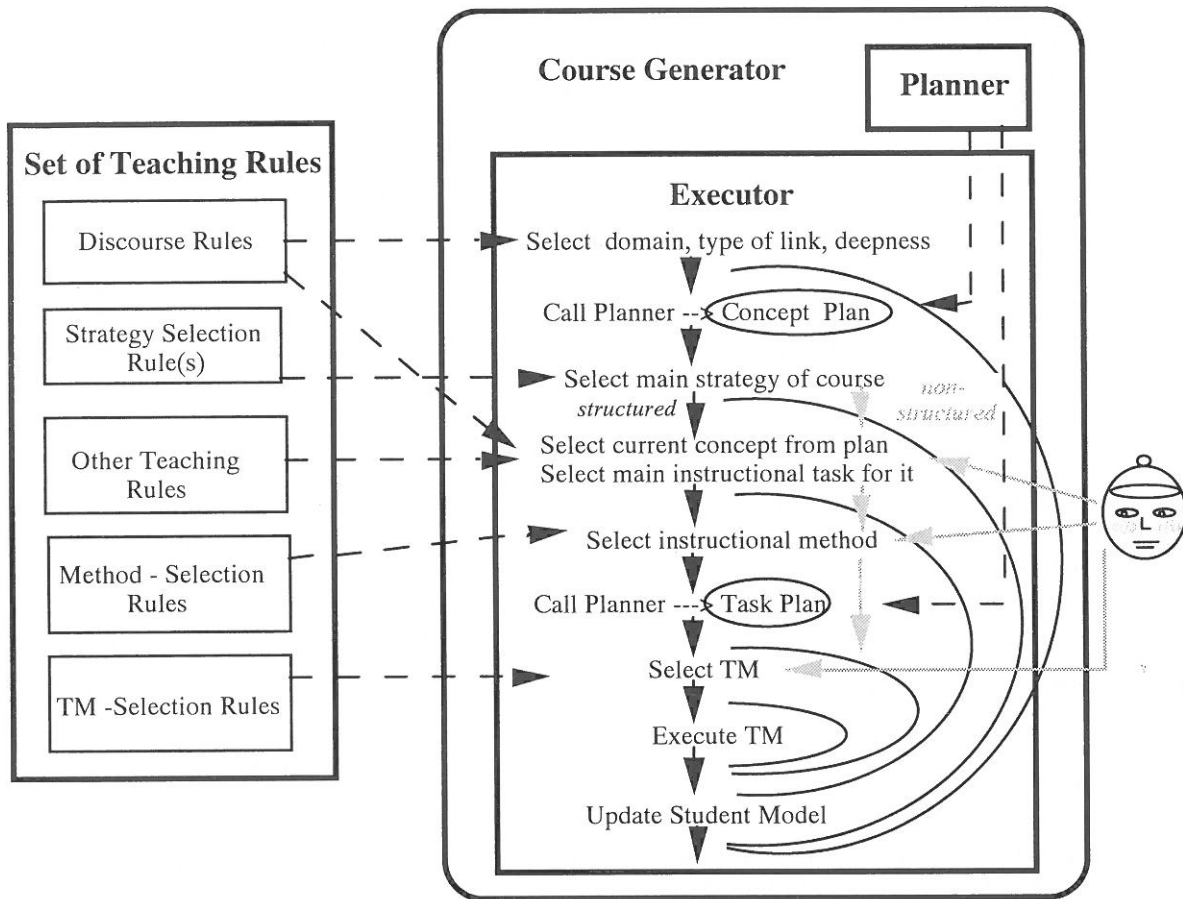 Course Generator
Planner
Set of Teaching Rules
Discourse Rules
Strategy Selection
Rule(s)
Other Teaching
Rules
Method - Selection
Rules
TM -Selection Rules
Executor
Select domain, type of link, deepness
Call Planner --> Concept Plan
Select main strategy of course
structured
non-
structured
Select current concept from plan
Select main instructional task for it
Select instructional method
Call Planner ---> Task Plan
Select TM
Execute TM
Update Student Model